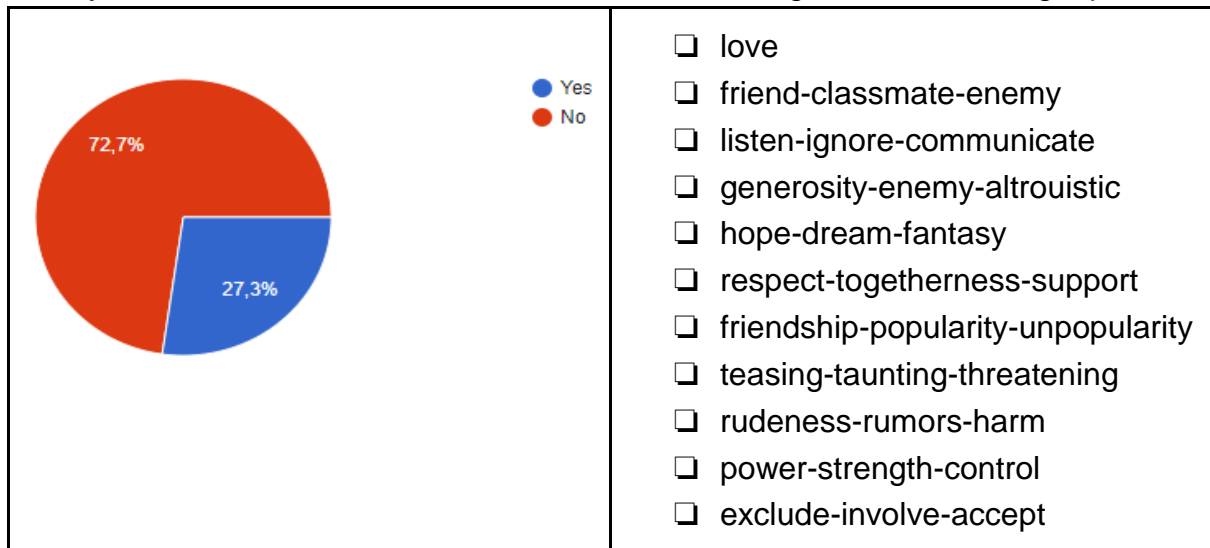 Yes
No
72,7%
27,3%
❏ love
❏ friend-classmate-enemy
❏ listen-ignore-communicate
❏ generosity-enemy-altrouistic
❏ hope-dream-fantasy
❏ respect-togetherness-support
❏ friendship-popularity-unpopularity
❏ teasing-taunting-threatening
❏ rudeness-rumors-harm
❏ power-strength-control
❏ exclude-involve-accept